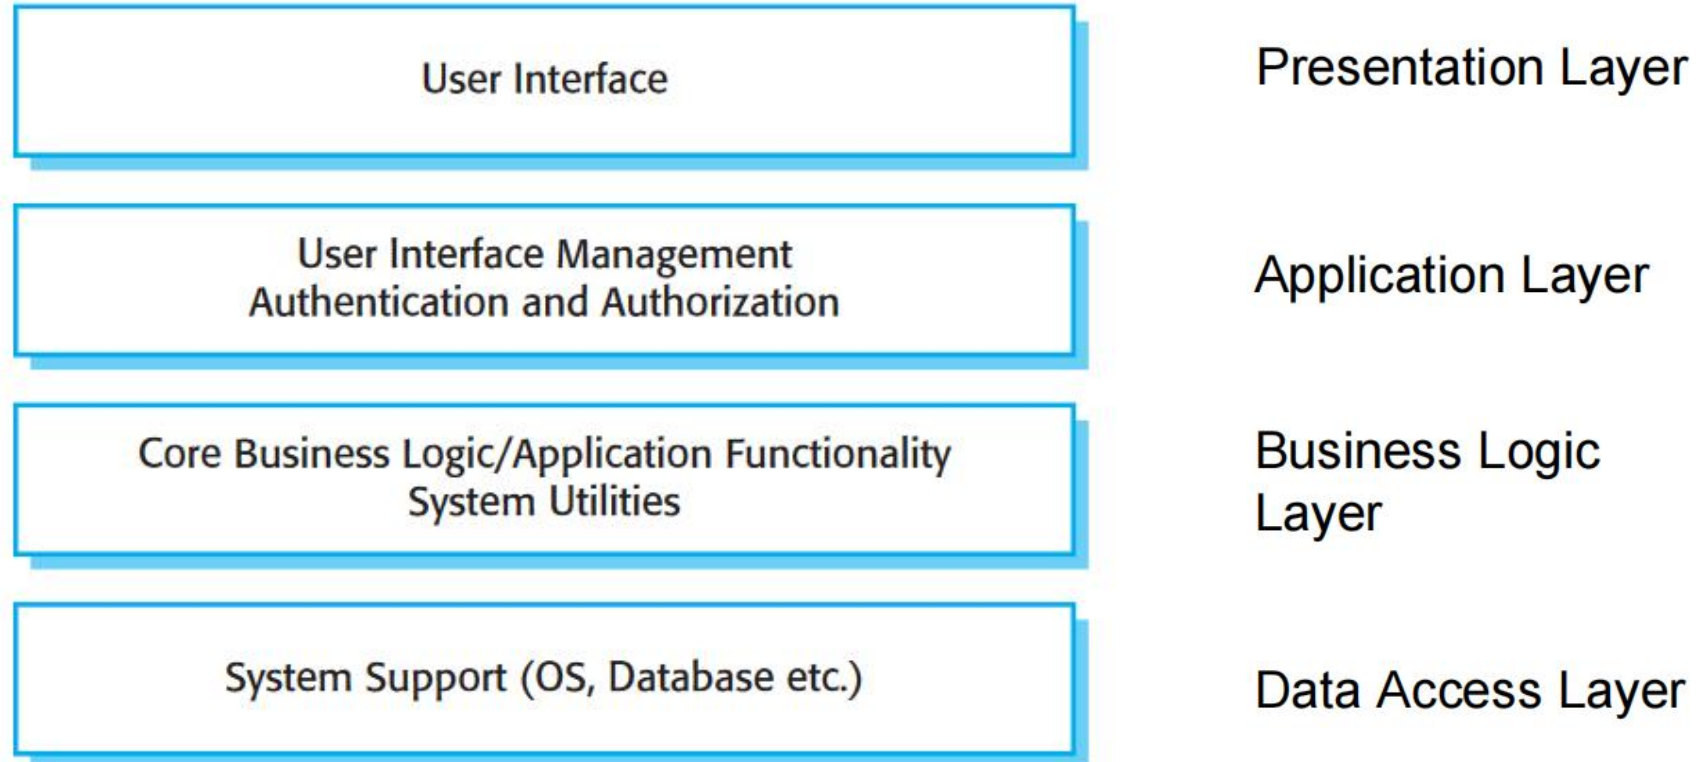 User Interface
Presentation Layer
User Interface Management
Authentication and Authorization
Application Layer
Core Business Logic/Application Functionality
System Utilities
Business Logic
Layer
System Support (OS, Database etc.)
Data Access Layer